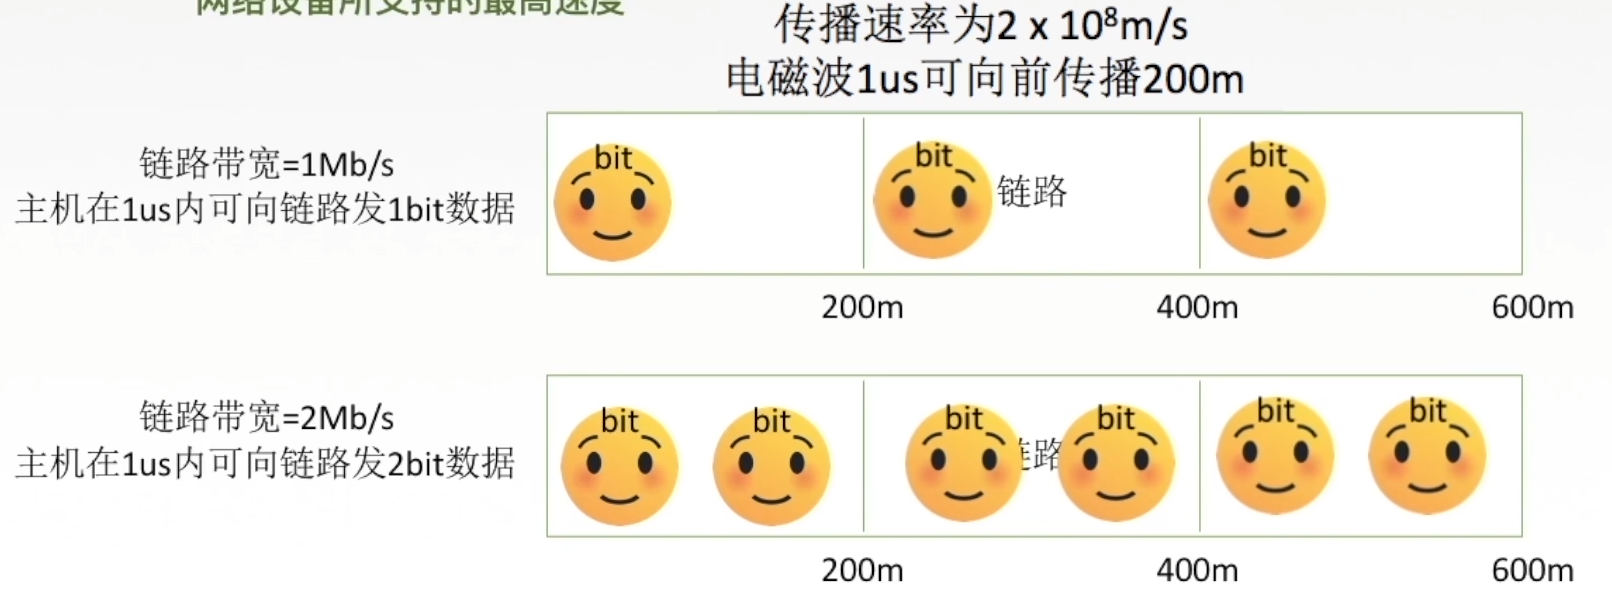 网络设备所支持的最高速度
传播速率为2 x 10⁸m/s
电磁波1us可向前传播200m
链路带宽=1Mb/s
主机在1us内可向链路发1bit数据
bit
bit
链路
bit
200m
400m
600m
链路带宽=2Mb/s
主机在1us内可向链路发2bit数据
bit
bit
bit
链路
bit
bit
bit
200m
400m
600m